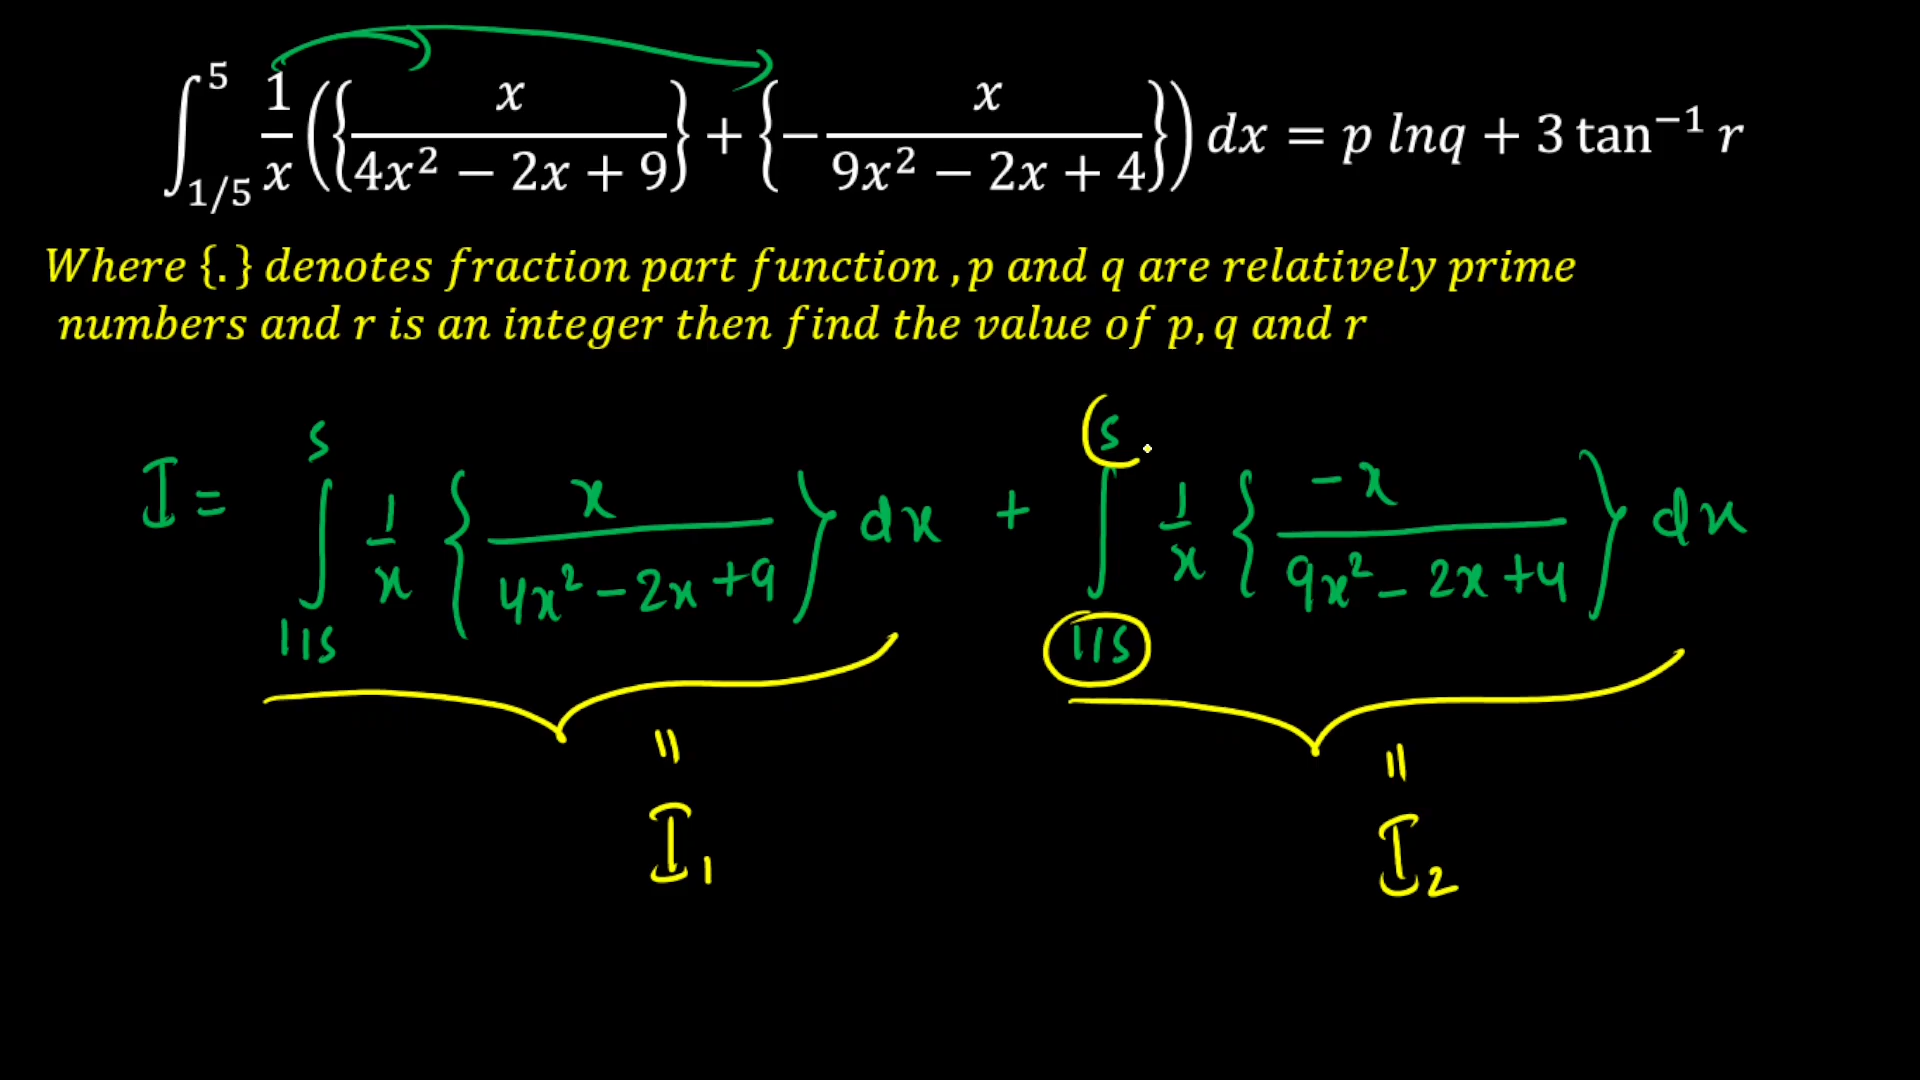 ∫_{1/5}^{5} 1/x ({x/(4x² − 2x + 9)} + {−x/(9x² − 2x + 4)}) dx = p lnq + 3 tan⁻¹ r
Where {.} denotes fraction part function ,p and q are relatively prime
numbers and r is an integer then find the value of p, q and r
I = ∫_{1/5}^{5} 1/x {x/(4x² − 2x + 9)} dx + ∫_{1/5}^{5} 1/x {−x/(9x² − 2x + 4)} dx
= =
I₁ I₂